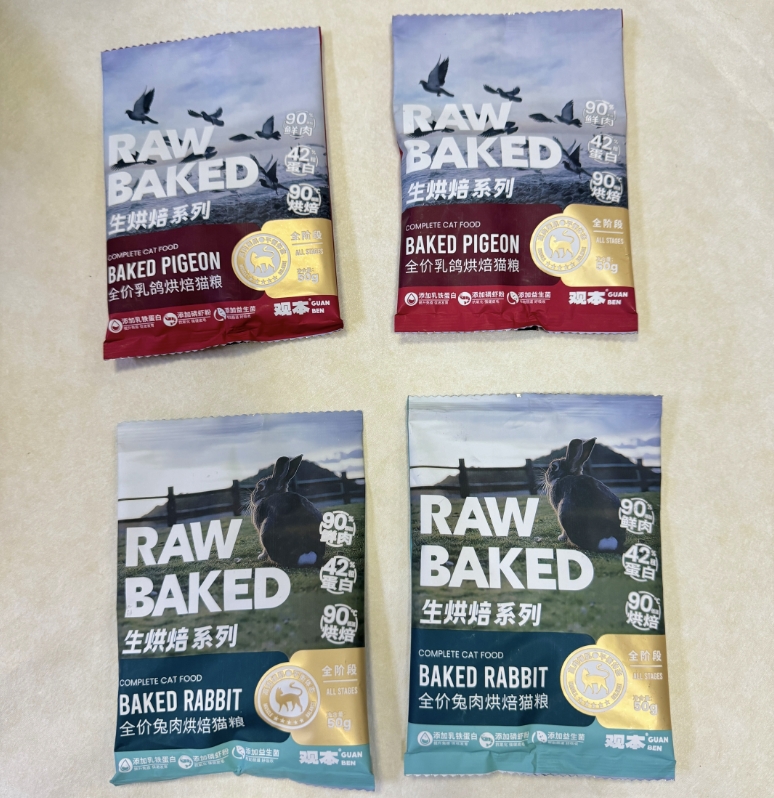 RAW
BAKED
生烘焙系列
90%
鲜肉
42%
蛋白
90
烘焙
COMPLETE CAT FOOD
BAKED PIGEON
全价乳鸽烘焙猫粮
全阶段
ALL STAGES
50g
添加乳铁蛋白
添加磷虾粉
添加益生菌
观本 GUAN
BEN
RAW
BAKED
生烘焙系列
90%
鲜肉
42%
蛋白
90%
烘焙
COMPLETE CAT FOOD
BAKED PIGEON
全价乳鸽烘焙猫粮
全阶段
ALL STAGES
50g
添加乳铁蛋白
添加磷虾粉
添加益生菌
观本 GUAN
BEN
RAW
BAKED
生烘焙系列
90%
鲜肉
42%
蛋白
90%
烘焙
COMPLETE CAT FOOD
BAKED RABBIT
全价兔肉烘焙猫粮
全阶段
ALL STAGES
50g
添加乳铁蛋白
添加磷虾粉
添加益生菌
观本 GUAN
BEN
RAW
BAKED
生烘焙系列
90%
鲜肉
42%
蛋白
90%
烘焙
COMPLETE CAT FOOD
BAKED RABBIT
全价兔肉烘焙猫粮
全阶段
ALL STAGES
50g
添加乳铁蛋白
添加磷虾粉
添加益生菌
观本 GUAN
BEN